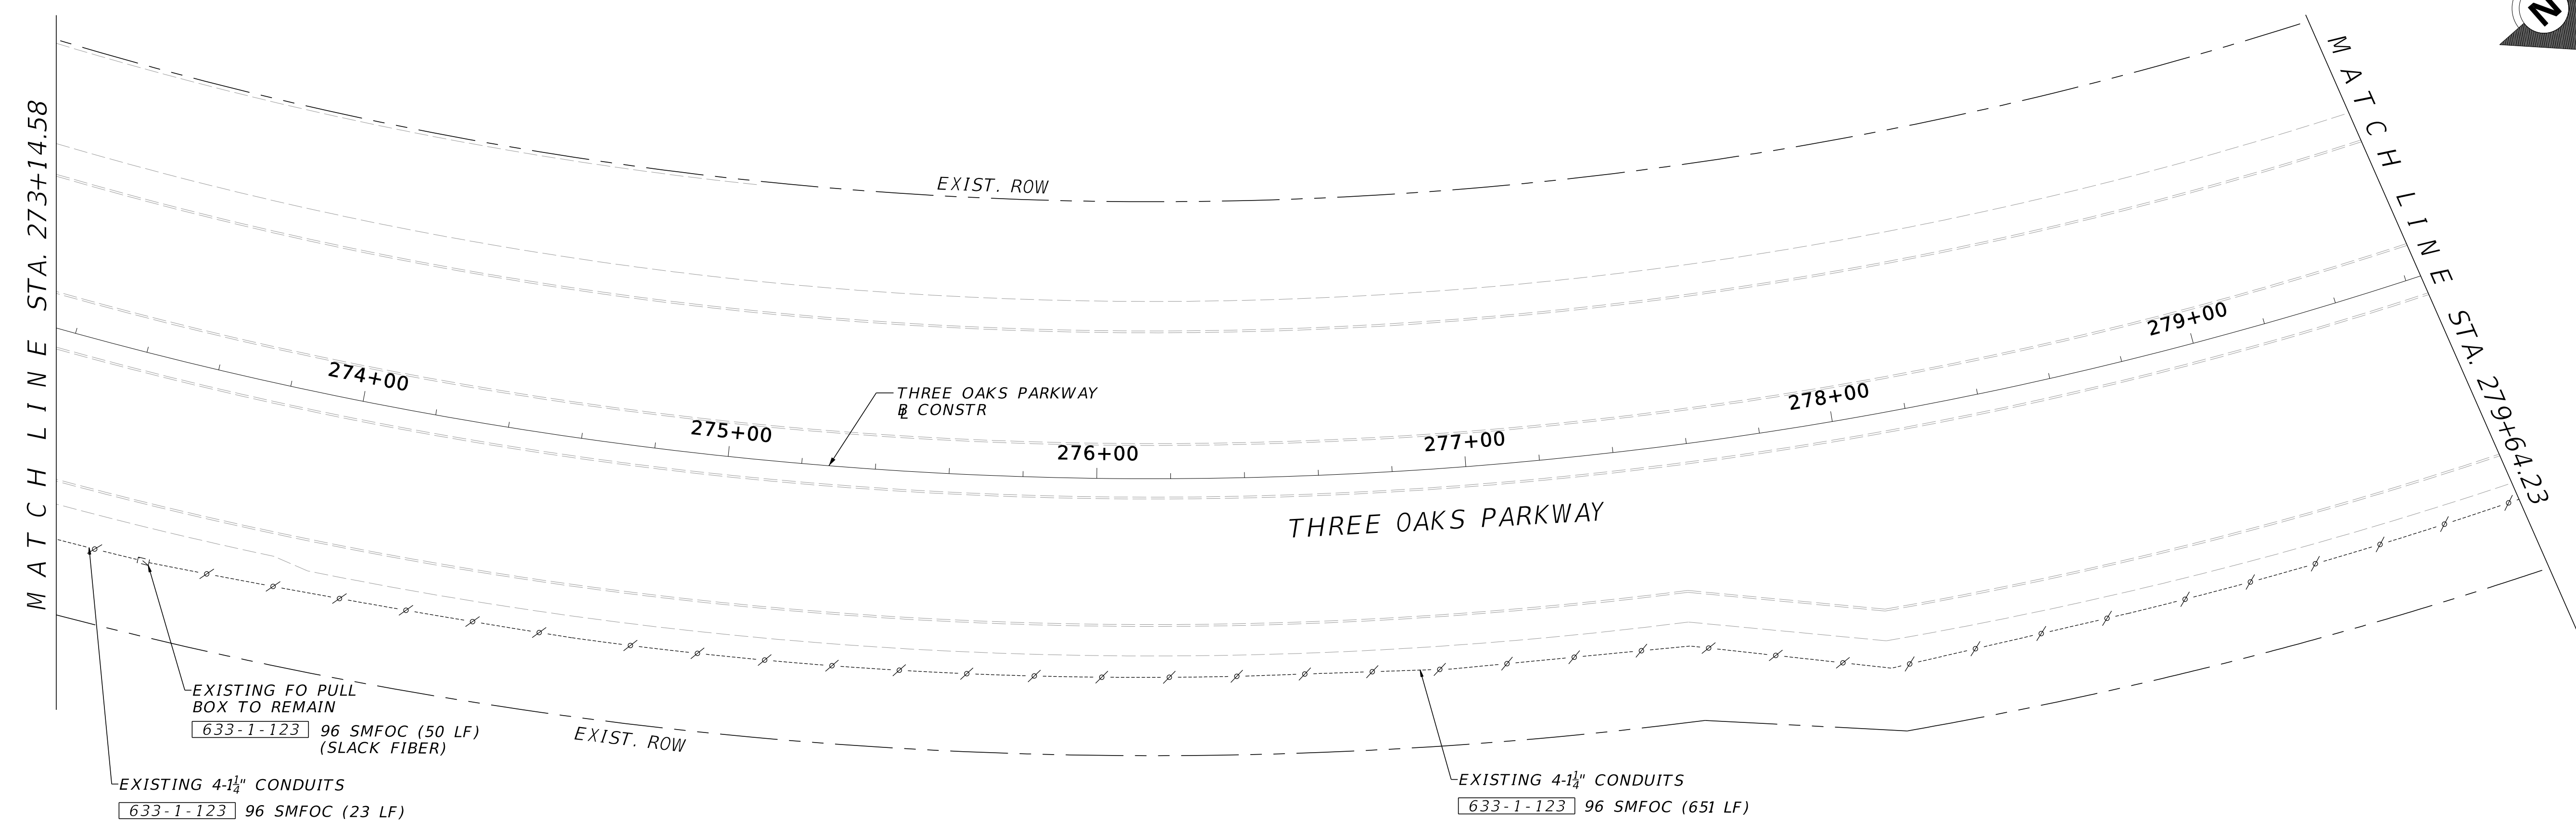 N
MATCH LINE STA. 273+14.58
MATCH LINE STA. 279+64.23
EXIST. ROW
279+00
274+00
THREE OAKS PARKWAY
BL CONSTR
278+00
275+00
276+00
277+00
THREE OAKS PARKWAY
EXISTING FO PULL
BOX TO REMAIN
633-1-123 96 SMFOC (50 LF)
(SLACK FIBER)
EXIST. ROW
EXISTING 4-1¼" CONDUITS
633-1-123 96 SMFOC (23 LF)
EXISTING 4-1¼" CONDUITS
633-1-123 96 SMFOC (651 LF)